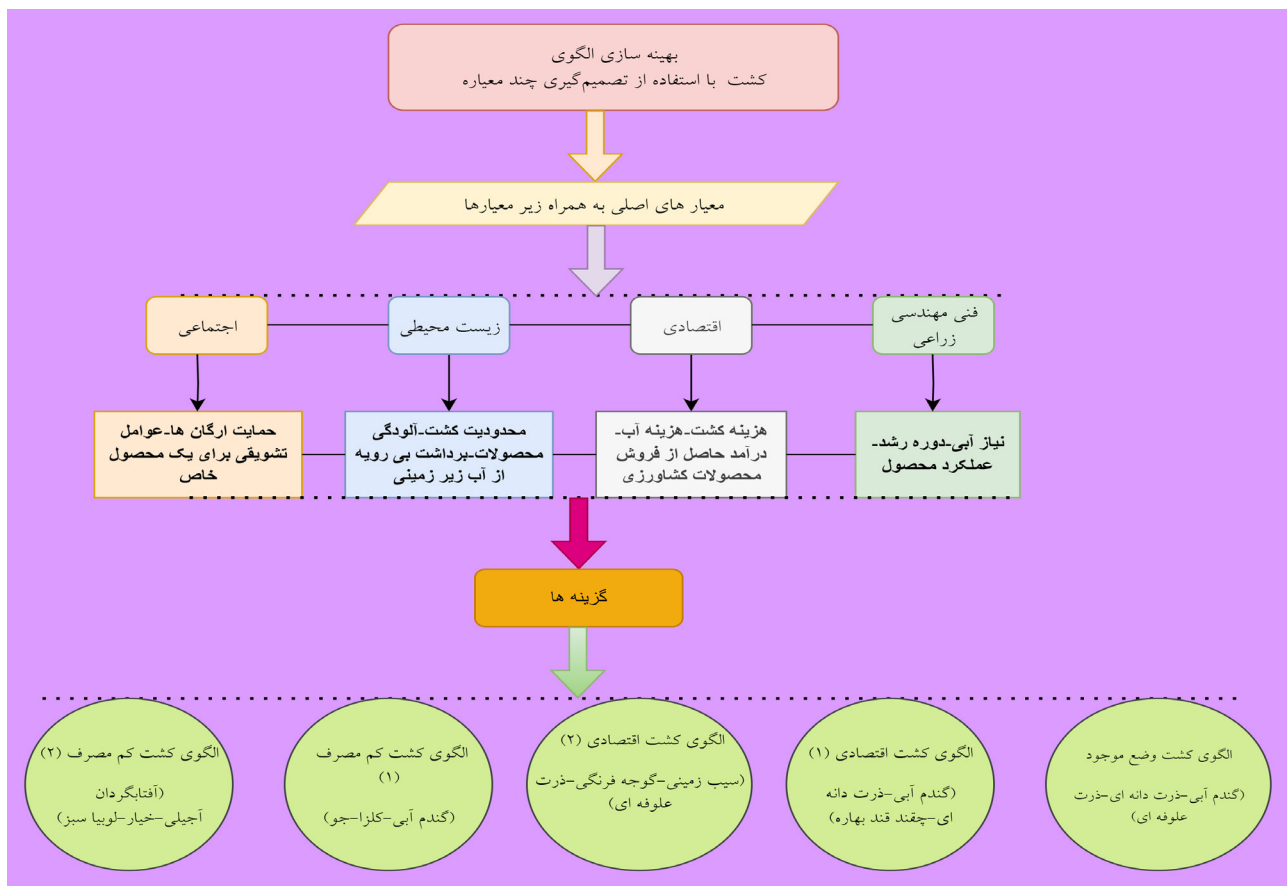 بهینه سازی الگوی
کشت با استفاده از تصمیم‌گیری چند معیاره
معیار های اصلی به همراه زیر معیارها
فنی مهندسی
زراعی
اقتصادی
زیست محیطی
اجتماعی
نیاز آبی-دوره رشد-
عملکرد محصول
هزینه کشت-هزینه آب-
درآمد حاصل از فروش
محصولات کشاورزی
محدودیت کشت-آلودگی
محصولات-برداشت بی رویه
از آب زیر زمینی
حمایت ارگان ها-عوامل
تشویقی برای یک محصول
خاص
گزینه ها
الگوی کشت وضع موجود
(گندم آبی-ذرت دانه ای-ذرت
علوفه ای)
الگوی کشت اقتصادی (۱)
(گندم آبی-ذرت دانه
ای-چقند قند بهاره)
الگوی کشت اقتصادی (۲)
(سیب زمینی-گوجه فرنگی-ذرت
علوفه ای)
الگوی کشت کم مصرف
(۱)
(گندم آبی-کلزا-جو)
الگوی کشت کم مصرف (۲)
(آفتابگردان
آجیلی-خیار-لوبیا سبز)